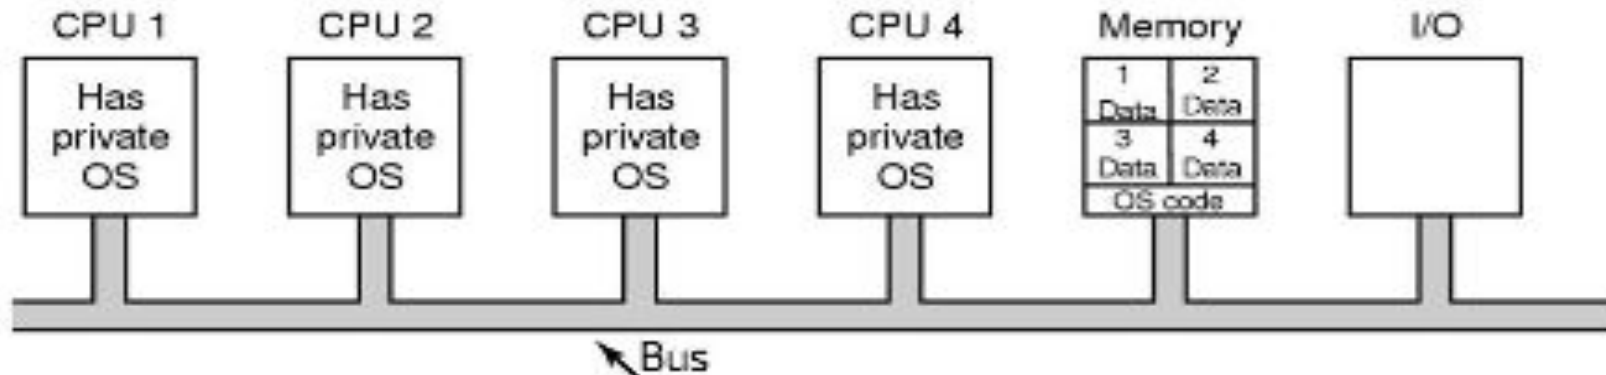 CPU 1
CPU 2
CPU 3
CPU 4
Memory
I/O
Has
private
OS
Has
private
OS
Has
private
OS
Has
private
OS
1
2
Data
Data
3
4
Data
Data
OS code
Bus